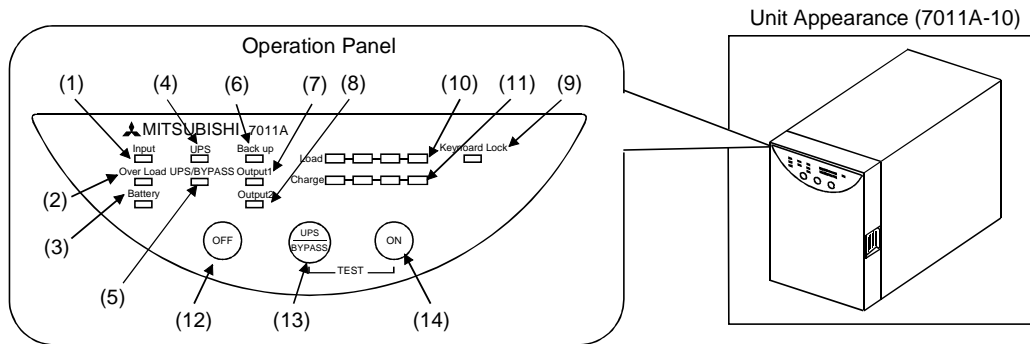 Unit Appearance (7011A-10)
Operation Panel
(1) (4) (6) (7) (8) (10) (11) (9)
MITSUBISHI 7011A
Input UPS Back up Load Keyboard Lock
Over Load UPS/BYPASS Output1 Charge
Battery Output2
(2)
(3)
(5)
OFF UPS BYPASS ON
TEST
(12) (13) (14)